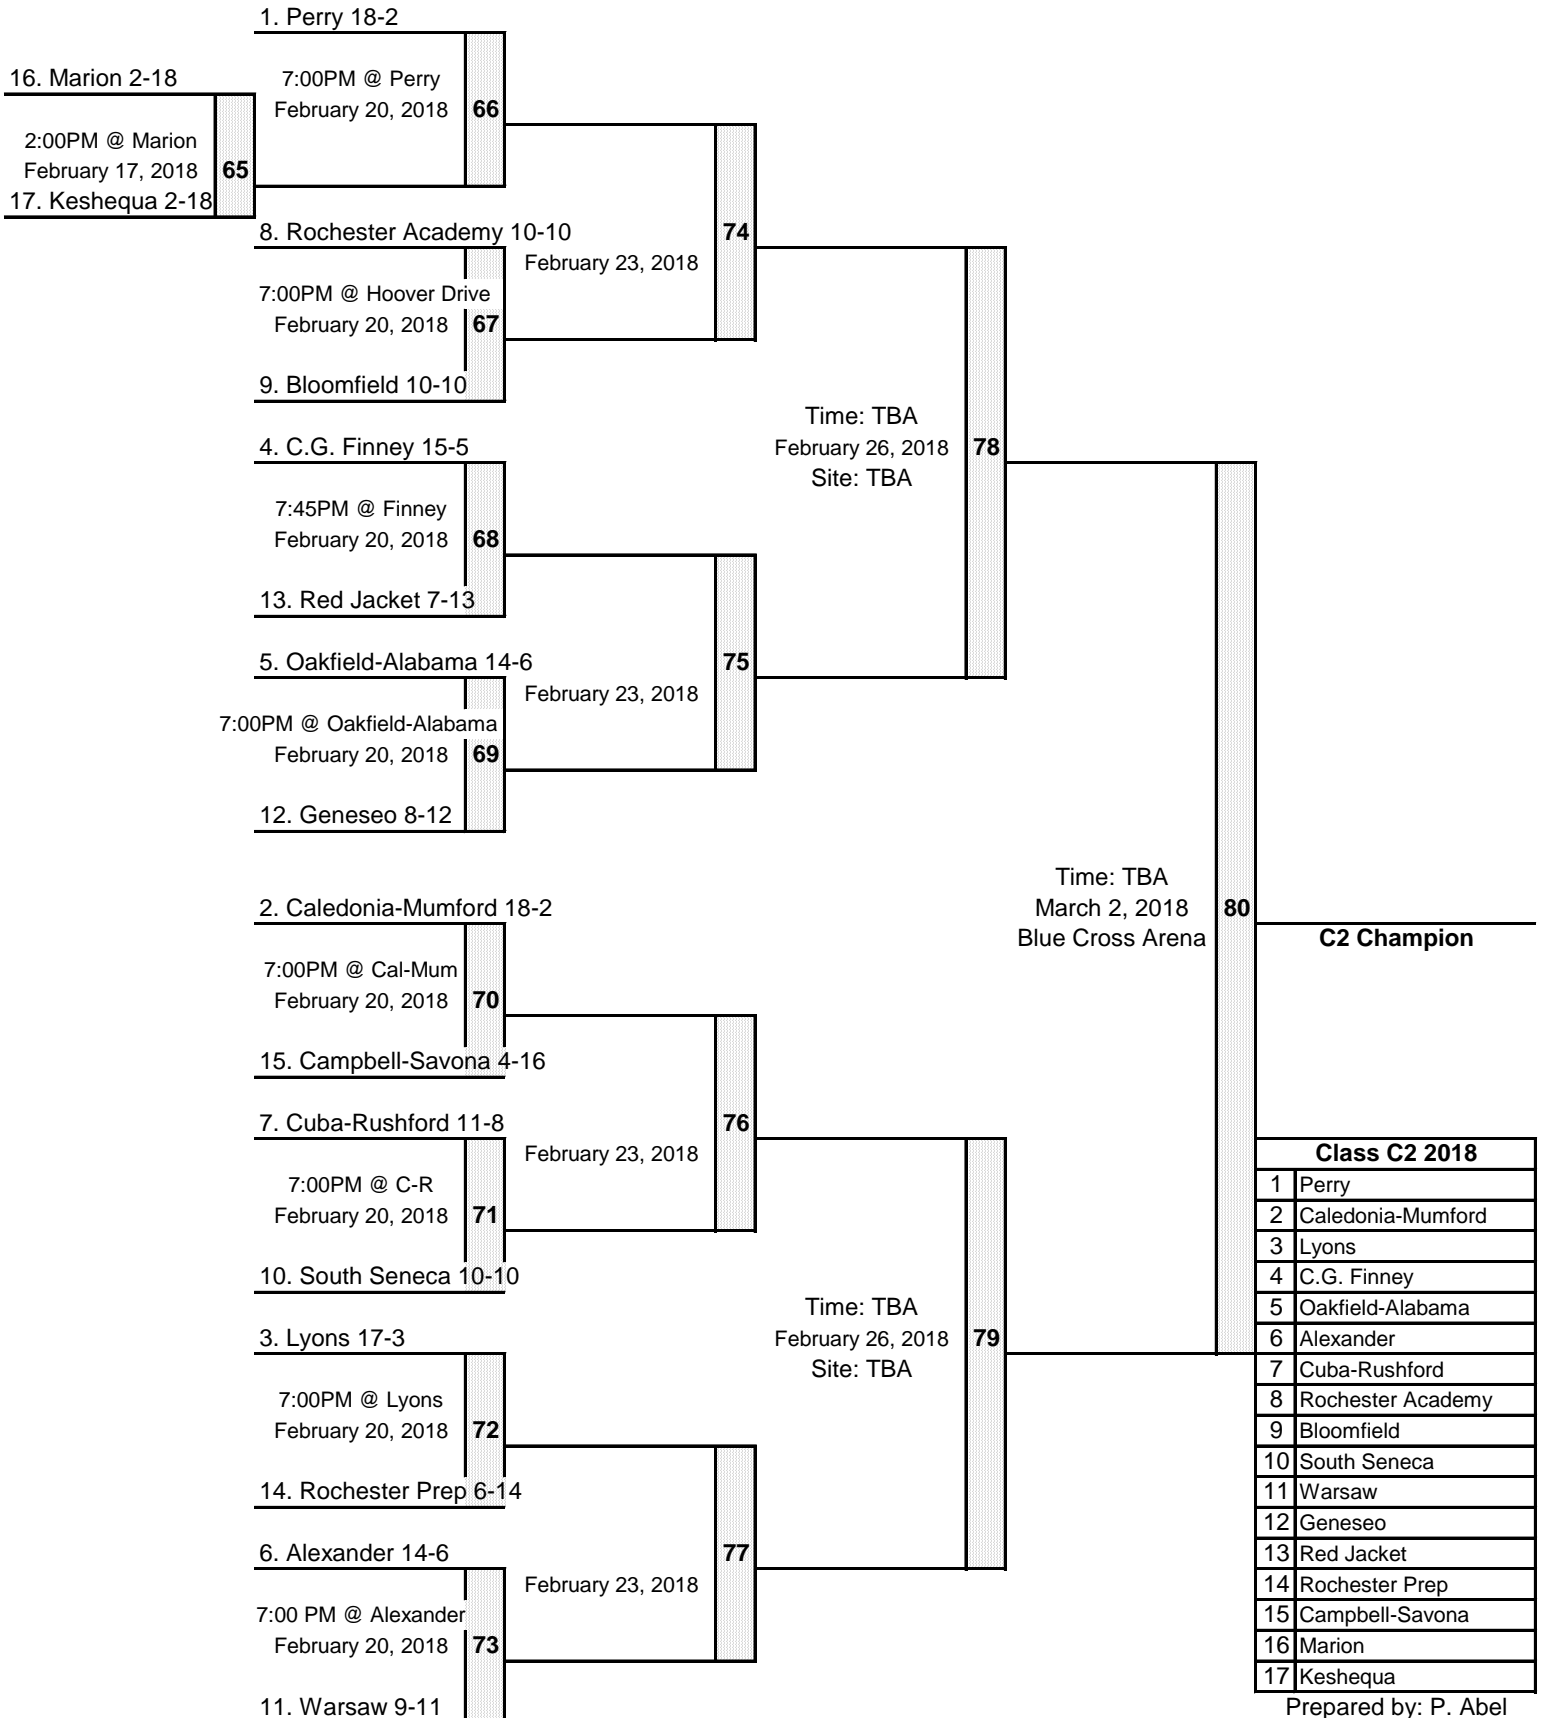 1. Perry 18-2
16. Marion 2-18
7:00PM @ Perry
February 20, 2018
66
2:00PM @ Marion
February 17, 2018
65
17. Keshequa 2-18
8. Rochester Academy 10-10
74
February 23, 2018
7:00PM @ Hoover Drive
February 20, 2018
67
9. Bloomfield 10-10
Time: TBA
February 26, 2018
78
Site: TBA
4. C.G. Finney 15-5
7:45PM @ Finney
February 20, 2018
68
13. Red Jacket 7-13
5. Oakfield-Alabama 14-6
75
February 23, 2018
7:00PM @ Oakfield-Alabama
February 20, 2018
69
12. Geneseo 8-12
Time: TBA
March 2, 2018
80
Blue Cross Arena
C2 Champion
2. Caledonia-Mumford 18-2
7:00PM @ Cal-Mum
February 20, 2018
70
15. Campbell-Savona 4-16
7. Cuba-Rushford 11-8
76
February 23, 2018
7:00PM @ C-R
February 20, 2018
71
10. South Seneca 10-10
Time: TBA
February 26, 2018
79
Site: TBA
3. Lyons 17-3
7:00PM @ Lyons
February 20, 2018
72
14. Rochester Prep 6-14
6. Alexander 14-6
77
February 23, 2018
7:00 PM @ Alexander
February 20, 2018
73
11. Warsaw 9-11
Class C2 2018
1 Perry
2 Caledonia-Mumford
3 Lyons
4 C.G. Finney
5 Oakfield-Alabama
6 Alexander
7 Cuba-Rushford
8 Rochester Academy
9 Bloomfield
10 South Seneca
11 Warsaw
12 Geneseo
13 Red Jacket
14 Rochester Prep
15 Campbell-Savona
16 Marion
17 Keshequa
Prepared by: P. Abel